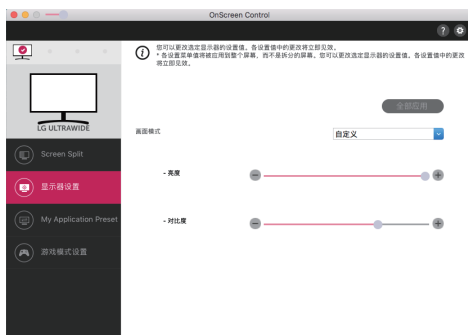 OnScreen Control
?
i 您可以更改选定显示器的设置值。各设置值中的更改将立即见效。
* 各设置菜单值将被应用到整个屏幕，而不是拆分的屏幕。您可以更改选定显示器的设置值。各设置值中的更改
将立即见效。
LG ULTRAWIDE
全部应用
画面模式
自定义
Screen Split
- 亮度
显示器设置
My Application Preset
- 对比度
游戏模式设置